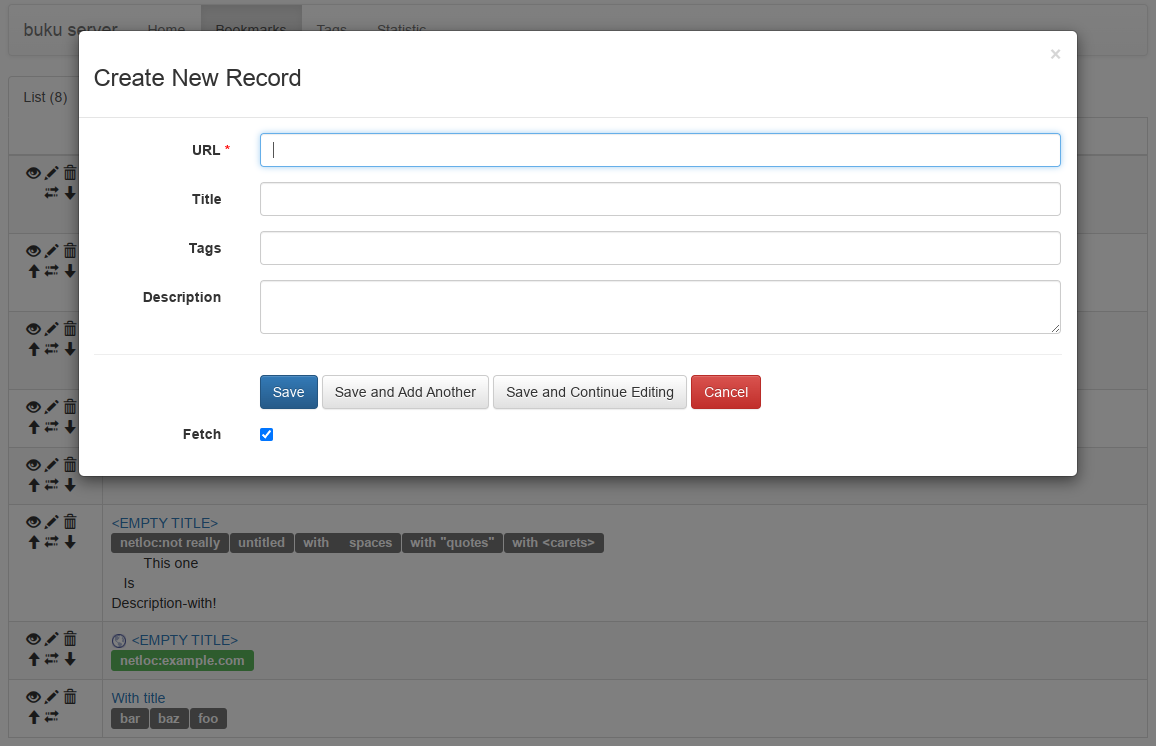 buku server Home Bookmarks Tags Statistic
×
Create New Record
List (8)
URL *
Title
Tags
Description
Save Save and Add Another Save and Continue Editing Cancel
Fetch
<EMPTY TITLE>
netloc:not really untitled with     spaces with "quotes" with <carets>
This one
Is
Description-with!
<EMPTY TITLE>
netloc:example.com
With title
bar baz foo